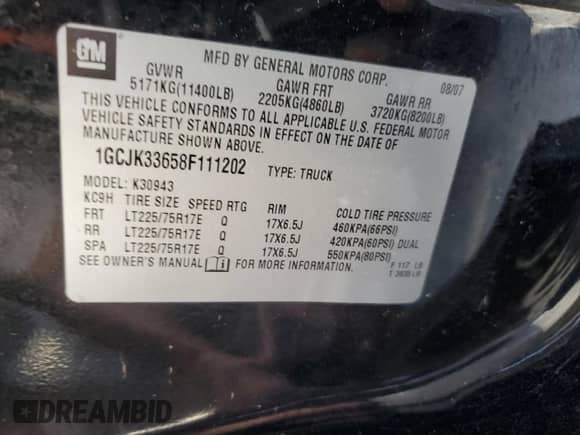 GM
MFD BY GENERAL MOTORS CORP. 08/07
GVWR GAWR FRT GAWR RR
5171KG(11400LB) 2205KG(4860LB) 3720KG(8200LB)
THIS VEHICLE CONFORMS TO ALL APPLICABLE U.S. FEDERAL MOTOR
VEHICLE SAFETY STANDARDS IN EFFECT ON THE DATE OF
MANUFACTURE SHOWN ABOVE.
1GCJK33658F111202 TYPE: TRUCK
MODEL: K30943
KC9H TIRE SIZE SPEED RTG RIM COLD TIRE PRESSURE
FRT LT225/75R17E Q 17X6.5J 460KPA(66PSI)
RR LT225/75R17E Q 17X6.5J 420KPA(60PSI) DUAL
SPA LT225/75R17E Q 17X6.5J 550KPA(80PSI)
SEE OWNER'S MANUAL FOR MORE INFORMATION. F 117 LB
T 3835 LB
DREAMBID